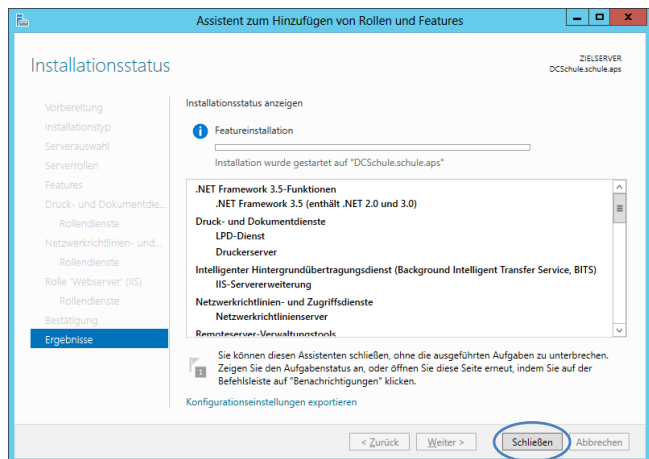 Assistent zum Hinzufügen von Rollen und Features
Installationsstatus
ZIELSERVER
DCSchule.schule.aps
Vorbereitung
Installationstyp
Serverauswahl
Serverrollen
Features
Druck- und Dokumentdie...
Rollendienste
Netzwerkrichtlinien- und...
Rollendienste
Rolle "Webserver" (IIS)
Rollendienste
Bestätigung
Ergebnisse
Installationsstatus anzeigen
Featureinstallation
Installation wurde gestartet auf "DCSchule.schule.aps"
.NET Framework 3.5-Funktionen
.NET Framework 3.5 (enthält .NET 2.0 und 3.0)
Druck- und Dokumentdienste
LPD-Dienst
Druckerserver
Intelligenter Hintergrundübertragungsdienst (Background Intelligent Transfer Service, BITS)
IIS-Servererweiterung
Netzwerkrichtlinien- und Zugriffsdienste
Netzwerkrichtlinienserver
Remoteserver-Verwaltungstools
1
Sie können diesen Assistenten schließen, ohne die ausgeführten Aufgaben zu unterbrechen.
Zeigen Sie den Aufgabenstatus an, oder öffnen Sie diese Seite erneut, indem Sie auf der
Befehlsleiste auf "Benachrichtigungen" klicken.
Konfigurationseinstellungen exportieren
< Zurück
Weiter >
Schließen
Abbrechen